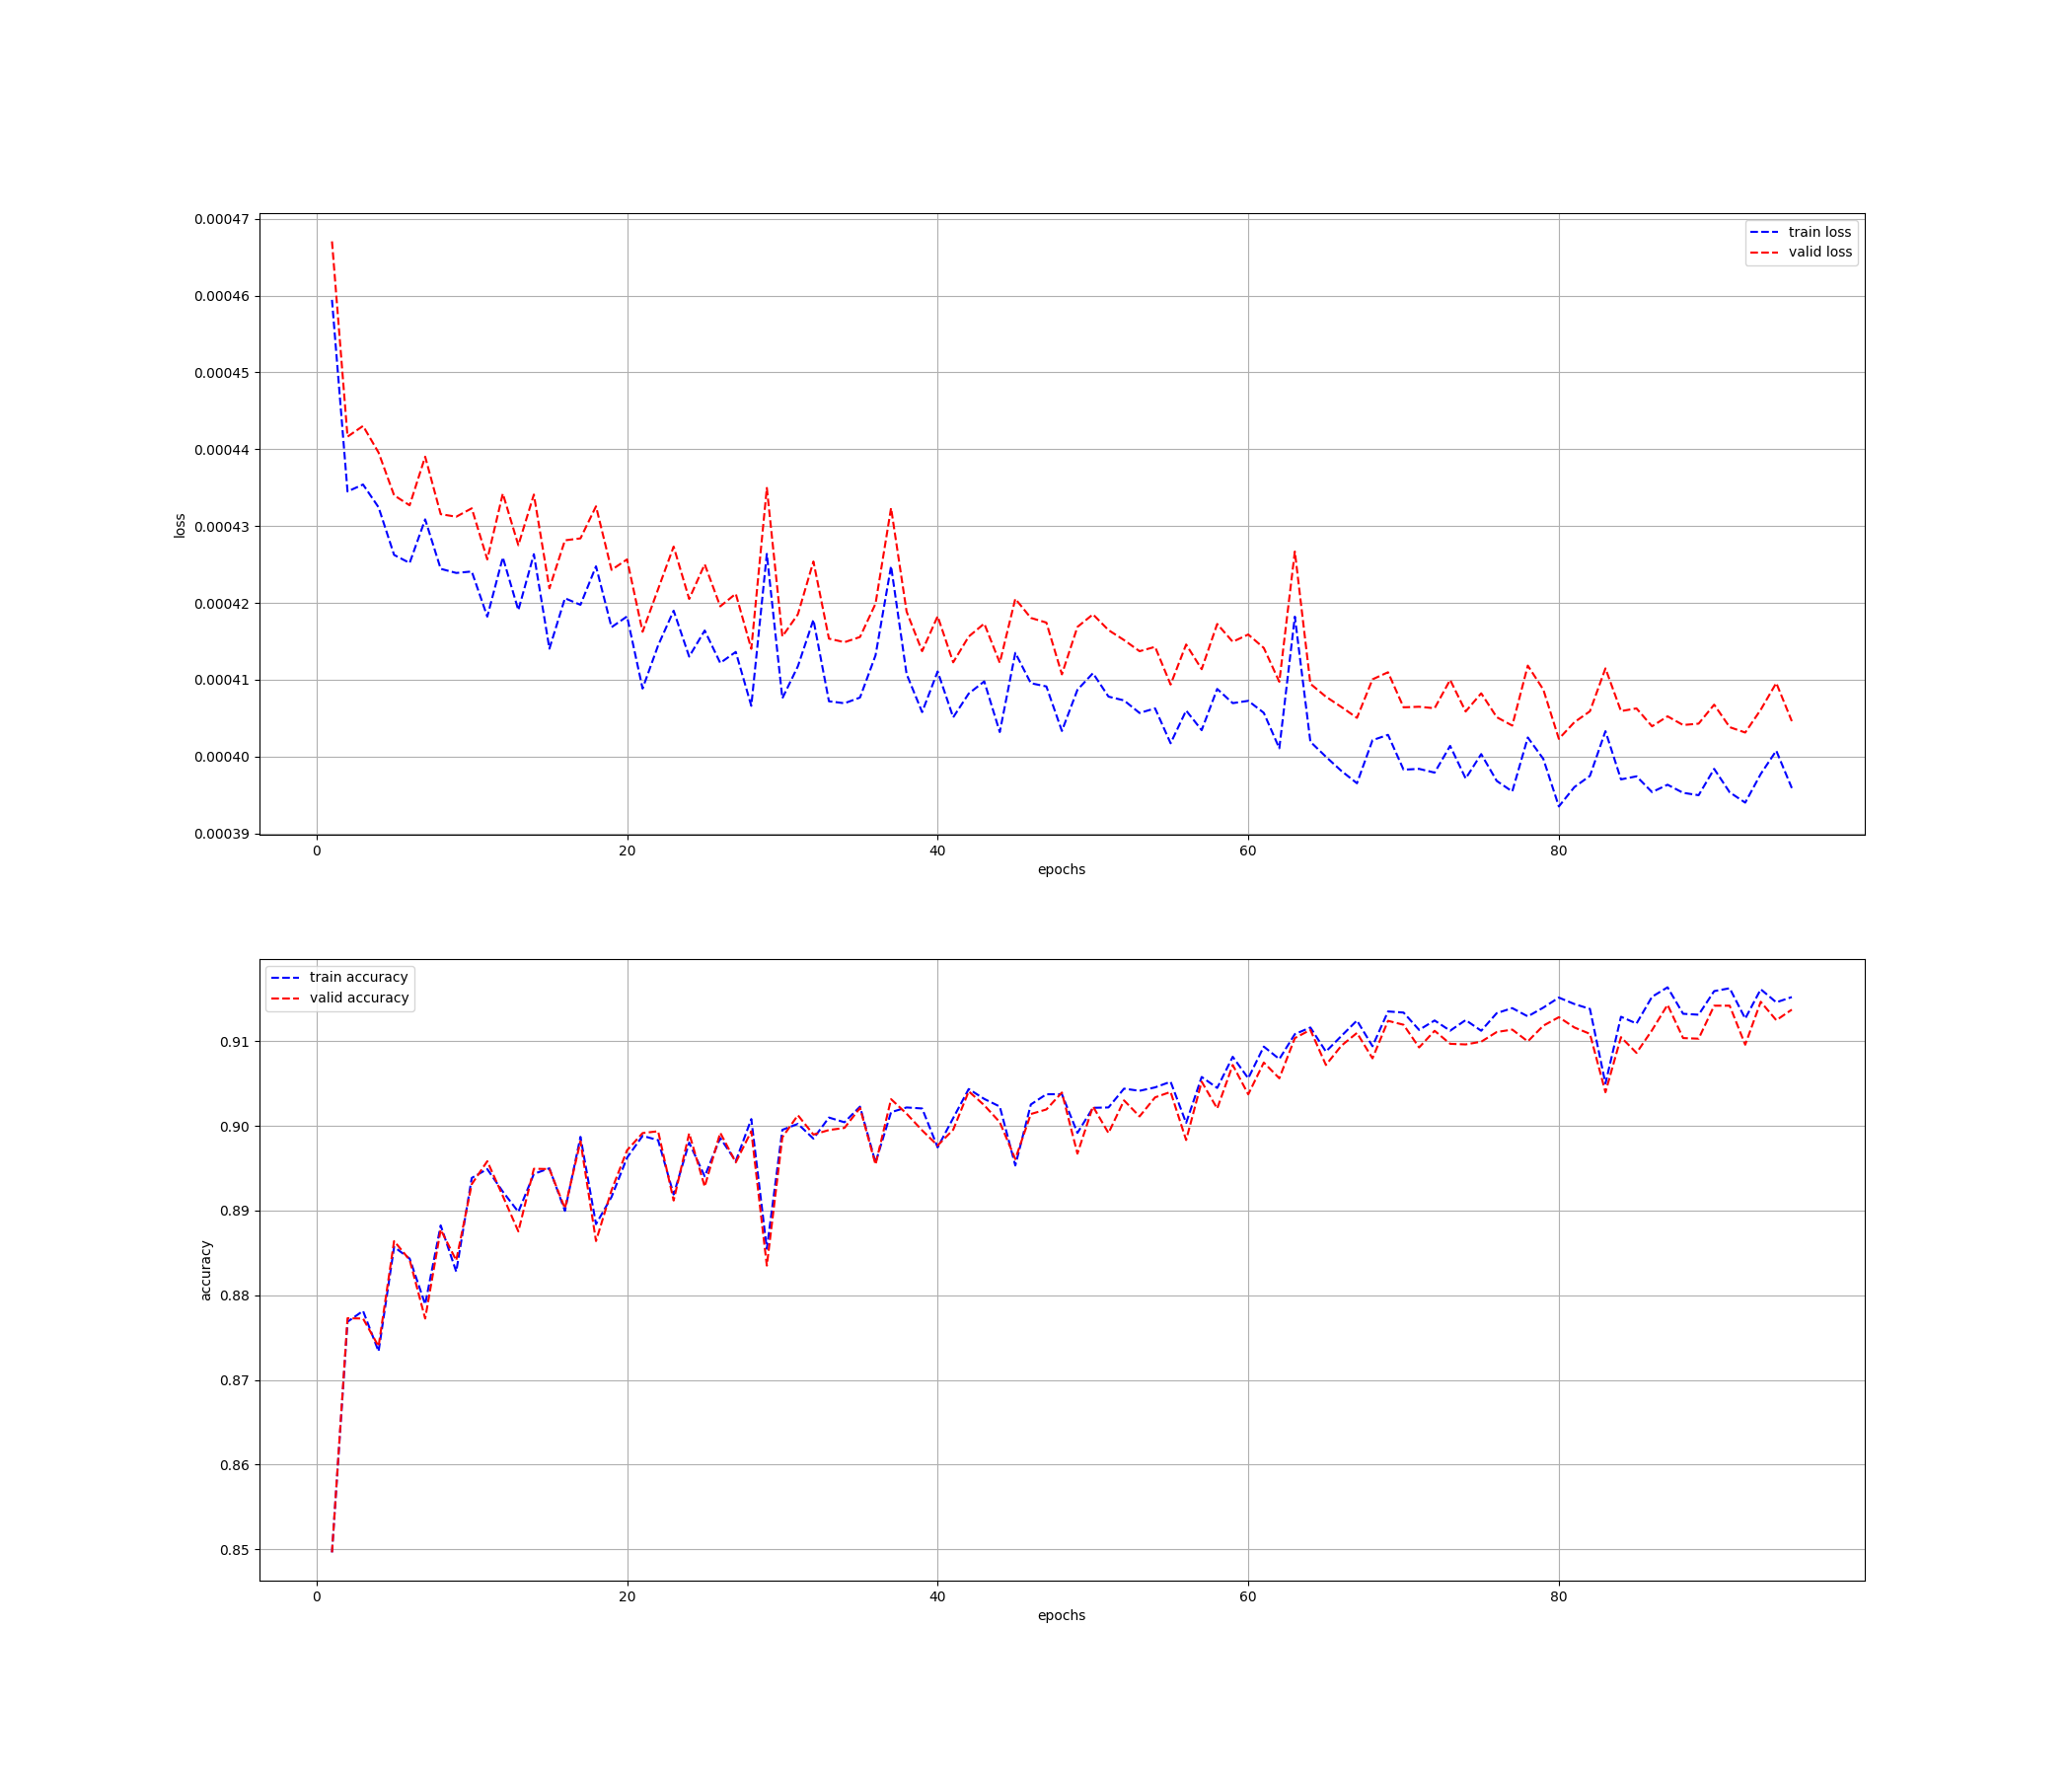 0.00047
0.00046
0.00045
0.00044
0.00043
0.00042
0.00041
0.00040
0.00039
loss
train loss
valid loss
0 20 40 60 80
epochs
train accuracy
valid accuracy
0.91
0.90
0.89
0.88
0.87
0.86
0.85
accuracy
0 20 40 60 80
epochs